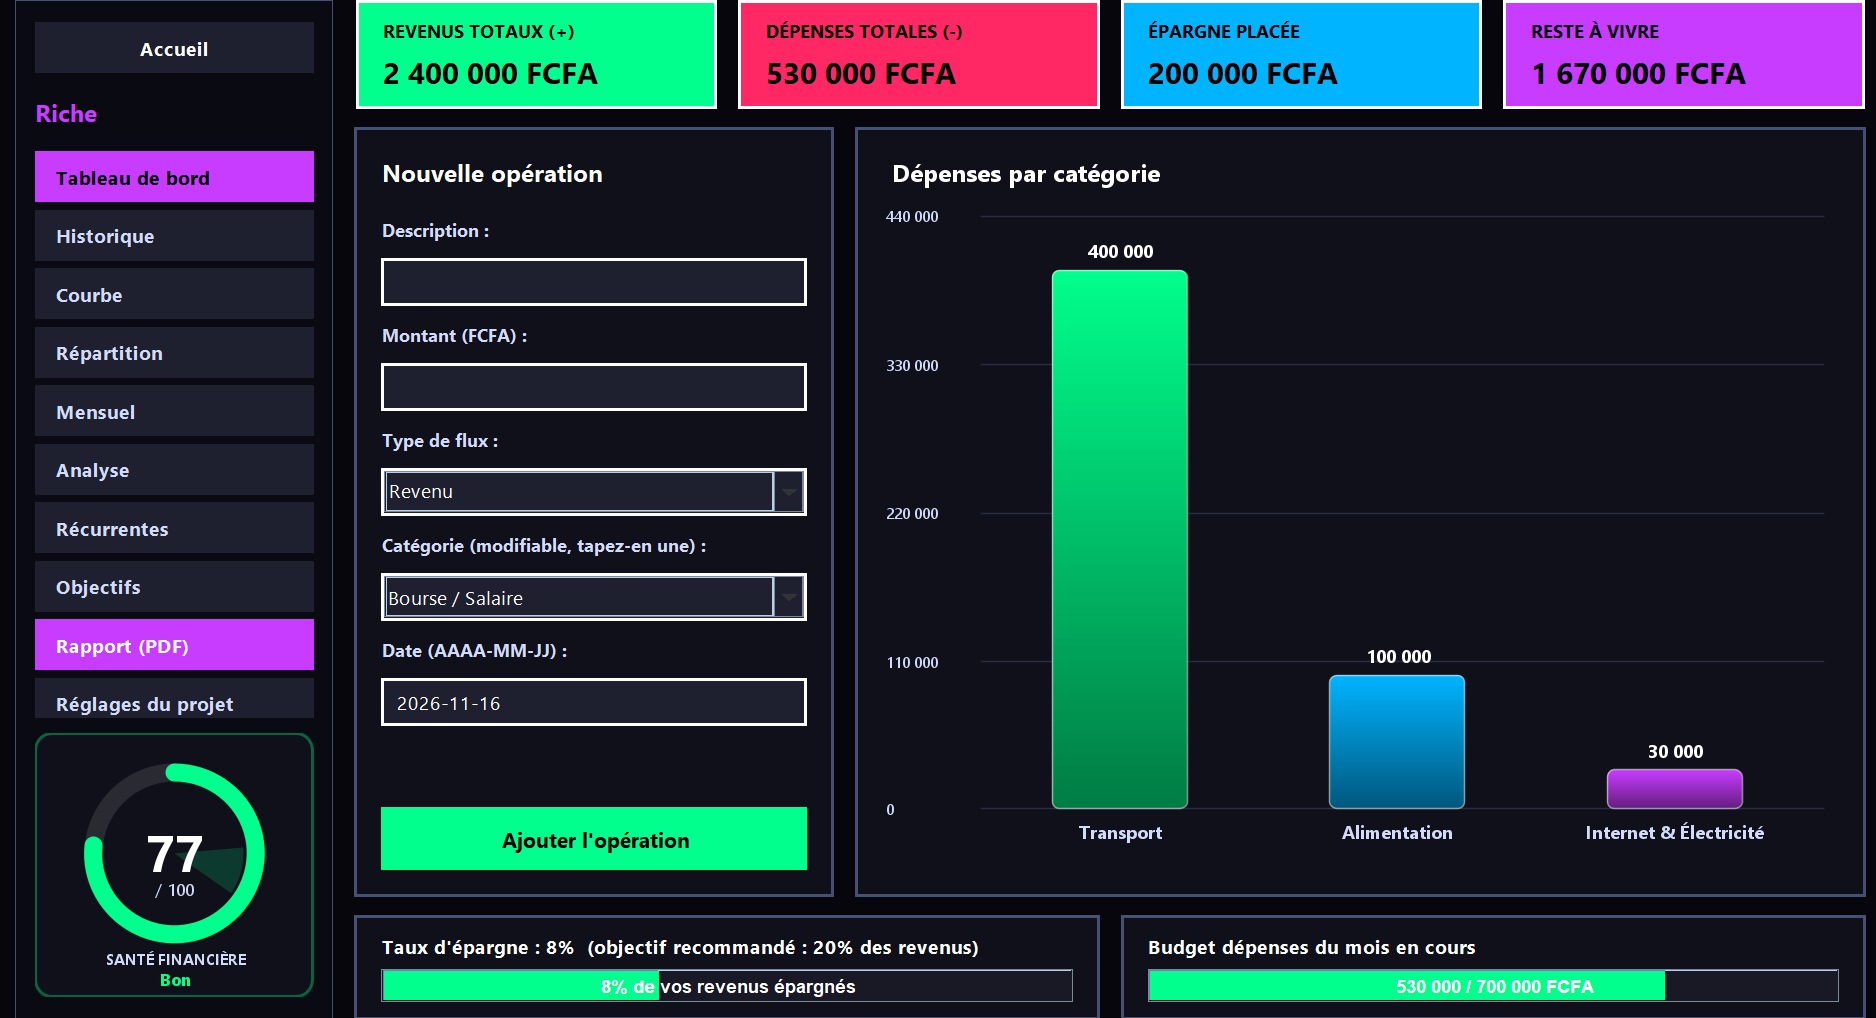 Accueil
Riche
Tableau de bord
Historique
Courbe
Répartition
Mensuel
Analyse
Récurrentes
Objectifs
Rapport (PDF)
Réglages du projet
77
/ 100
SANTÉ FINANCIÈRE
Bon
REVENUS TOTAUX (+)
2 400 000 FCFA
DÉPENSES TOTALES (-)
530 000 FCFA
ÉPARGNE PLACÉE
200 000 FCFA
RESTE À VIVRE
1 670 000 FCFA
Nouvelle opération
Description :
Montant (FCFA) :
Type de flux :
Revenu
Catégorie (modifiable, tapez-en une) :
Bourse / Salaire
Date (AAAA-MM-JJ) :
2026-11-16
Ajouter l'opération
Dépenses par catégorie
440 000
330 000
220 000
110 000
0
400 000
100 000
30 000
Transport
Alimentation
Internet & Électricité
Taux d'épargne : 8%  (objectif recommandé : 20% des revenus)
8% de vos revenus épargnés
Budget dépenses du mois en cours
530 000 / 700 000 FCFA